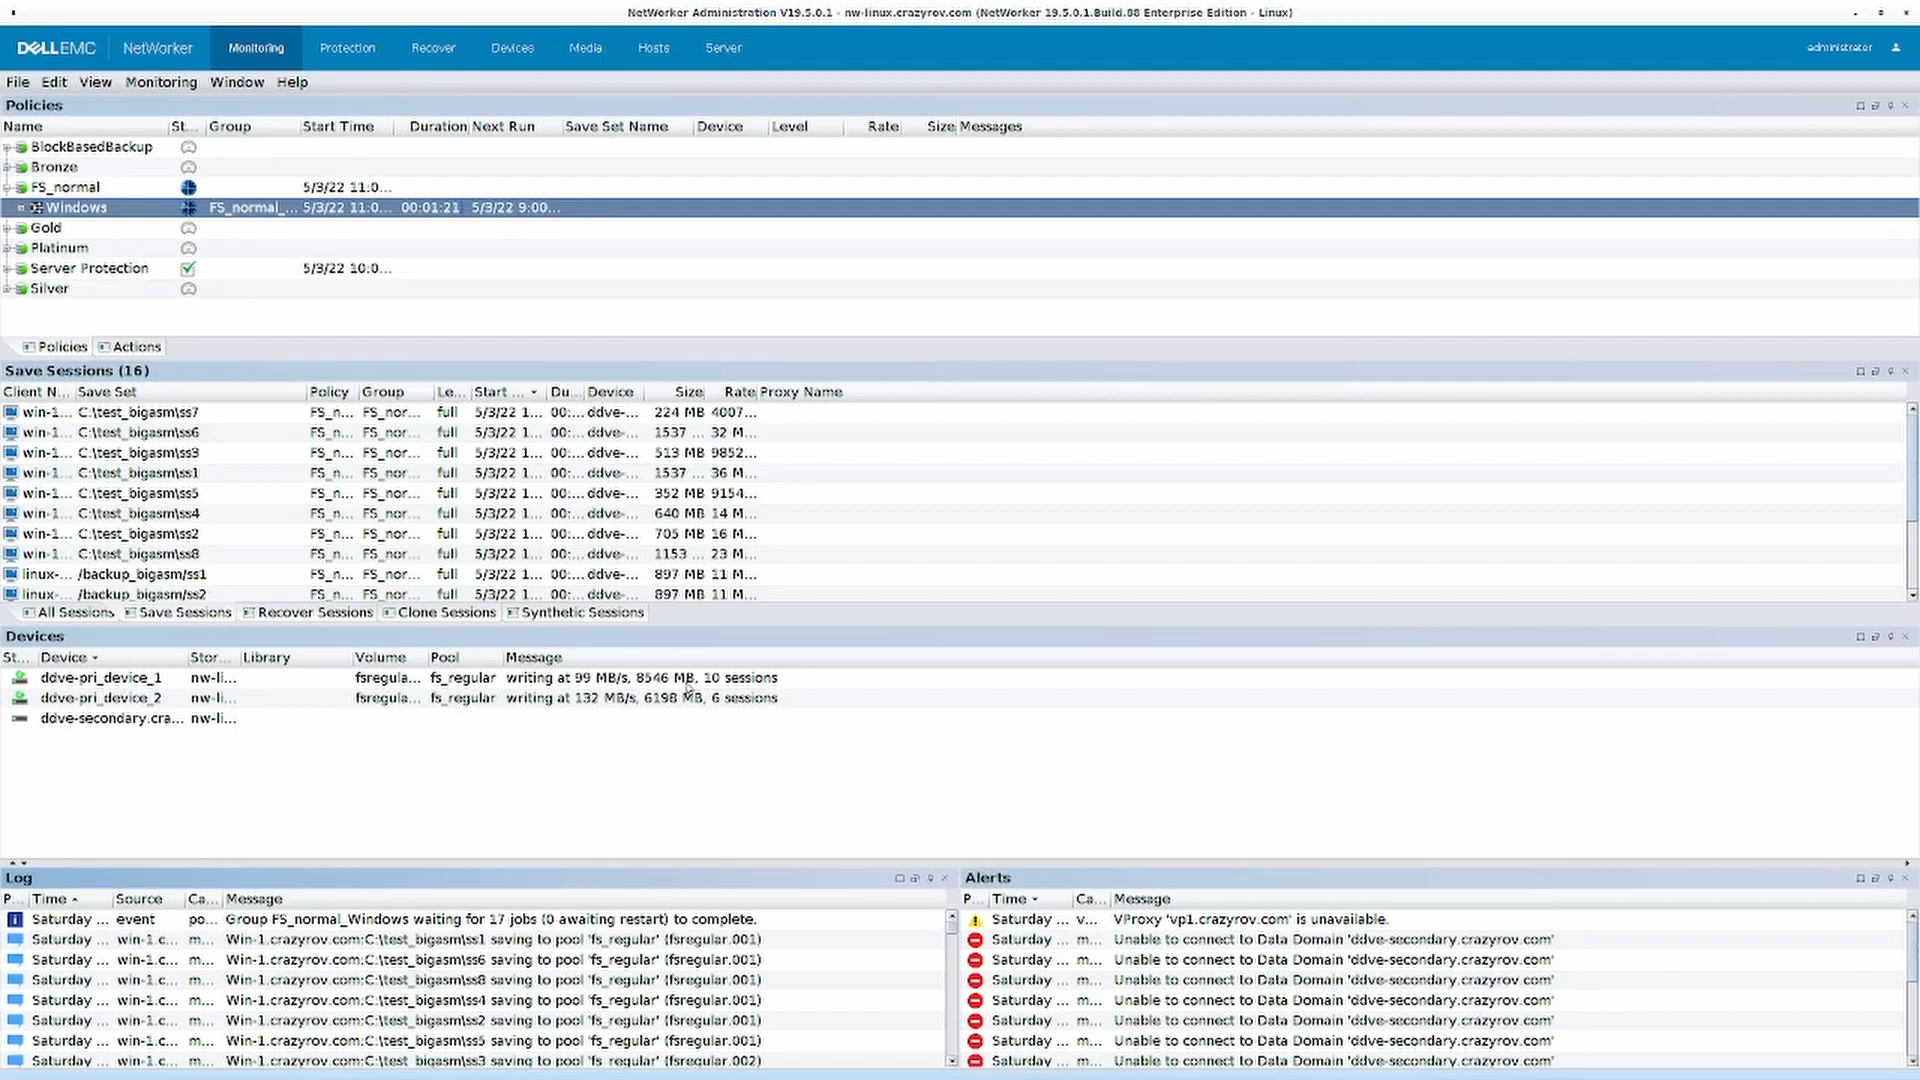 NetWorker Administration V19.5.0.1 - nw-linux.crazyrov.com (NetWorker 19.5.0.1.Build.88 Enterprise Edition - Linux)
DELLEMC NetWorker Monitoring Protection Recover Devices Media Hosts Server administrator
File Edit View Monitoring Window Help
Policies
Name St... Group Start Time Duration Next Run Save Set Name Device Level Rate Size Messages
BlockBasedBackup
Bronze
FS_normal 5/3/22 11:0...
Windows FS_normal_... 5/3/22 11:0... 00:01:21 5/3/22 9:00...
Gold
Platinum
Server Protection 5/3/22 10:0...
Silver
Policies Actions
Save Sessions (16)
Client N... Save Set Policy Group Le... Start ... Du... Device Size Rate Proxy Name
win-1... C:\test_bigasm\ss7 FS_n... FS_nor... full 5/3/22 1... 00:... ddve-... 224 MB 4007...
win-1... C:\test_bigasm\ss6 FS_n... FS_nor... full 5/3/22 1... 00:... ddve-... 1537 ... 32 M...
win-1... C:\test_bigasm\ss3 FS_n... FS_nor... full 5/3/22 1... 00:... ddve-... 513 MB 9852...
win-1... C:\test_bigasm\ss1 FS_n... FS_nor... full 5/3/22 1... 00:... ddve-... 1537 ... 36 M...
win-1... C:\test_bigasm\ss5 FS_n... FS_nor... full 5/3/22 1... 00:... ddve-... 352 MB 9154...
win-1... C:\test_bigasm\ss4 FS_n... FS_nor... full 5/3/22 1... 00:... ddve-... 640 MB 14 M...
win-1... C:\test_bigasm\ss2 FS_n... FS_nor... full 5/3/22 1... 00:... ddve-... 705 MB 16 M...
win-1... C:\test_bigasm\ss8 FS_n... FS_nor... full 5/3/22 1... 00:... ddve-... 1153 ... 23 M...
linux-... /backup_bigasm/ss1 FS_n... FS_nor... full 5/3/22 1... 00:... ddve-... 897 MB 11 M...
linux-... /backup_bigasm/ss2 FS_n... FS_nor... full 5/3/22 1... 00:... ddve-... 897 MB 11 M...
All Sessions Save Sessions Recover Sessions Clone Sessions Synthetic Sessions
Devices
St... Device Stor... Library Volume Pool Message
ddve-pri_device_1 nw-li... fsregula... fs_regular writing at 99 MB/s, 8546 MB, 10 sessions
ddve-pri_device_2 nw-li... fsregula... fs_regular writing at 132 MB/s, 6198 MB, 6 sessions
ddve-secondary.cra... nw-li...
Log
P... Time Source Ca... Message
Saturday ... event po... Group FS_normal_Windows waiting for 17 jobs (0 awaiting restart) to complete.
Saturday ... win-1.c... m... Win-1.crazyrov.com:C:\test_bigasm\ss1 saving to pool 'fs_regular' (fsregular.001)
Saturday ... win-1.c... m... Win-1.crazyrov.com:C:\test_bigasm\ss6 saving to pool 'fs_regular' (fsregular.001)
Saturday ... win-1.c... m... Win-1.crazyrov.com:C:\test_bigasm\ss8 saving to pool 'fs_regular' (fsregular.001)
Saturday ... win-1.c... m... Win-1.crazyrov.com:C:\test_bigasm\ss4 saving to pool 'fs_regular' (fsregular.001)
Saturday ... win-1.c... m... Win-1.crazyrov.com:C:\test_bigasm\ss2 saving to pool 'fs_regular' (fsregular.001)
Saturday ... win-1.c... m... Win-1.crazyrov.com:C:\test_bigasm\ss5 saving to pool 'fs_regular' (fsregular.001)
Saturday ... win-1.c... m... Win-1.crazyrov.com:C:\test_bigasm\ss3 saving to pool 'fs_regular' (fsregular.002)
Alerts
P... Time Ca... Message
Saturday ... v... VProxy 'vp1.crazyrov.com' is unavailable.
Saturday ... m... Unable to connect to Data Domain 'ddve-secondary.crazyrov.com'
Saturday ... m... Unable to connect to Data Domain 'ddve-secondary.crazyrov.com'
Saturday ... m... Unable to connect to Data Domain 'ddve-secondary.crazyrov.com'
Saturday ... m... Unable to connect to Data Domain 'ddve-secondary.crazyrov.com'
Saturday ... m... Unable to connect to Data Domain 'ddve-secondary.crazyrov.com'
Saturday ... m... Unable to connect to Data Domain 'ddve-secondary.crazyrov.com'
Saturday ... m... Unable to connect to Data Domain 'ddve-secondary.crazyrov.com'